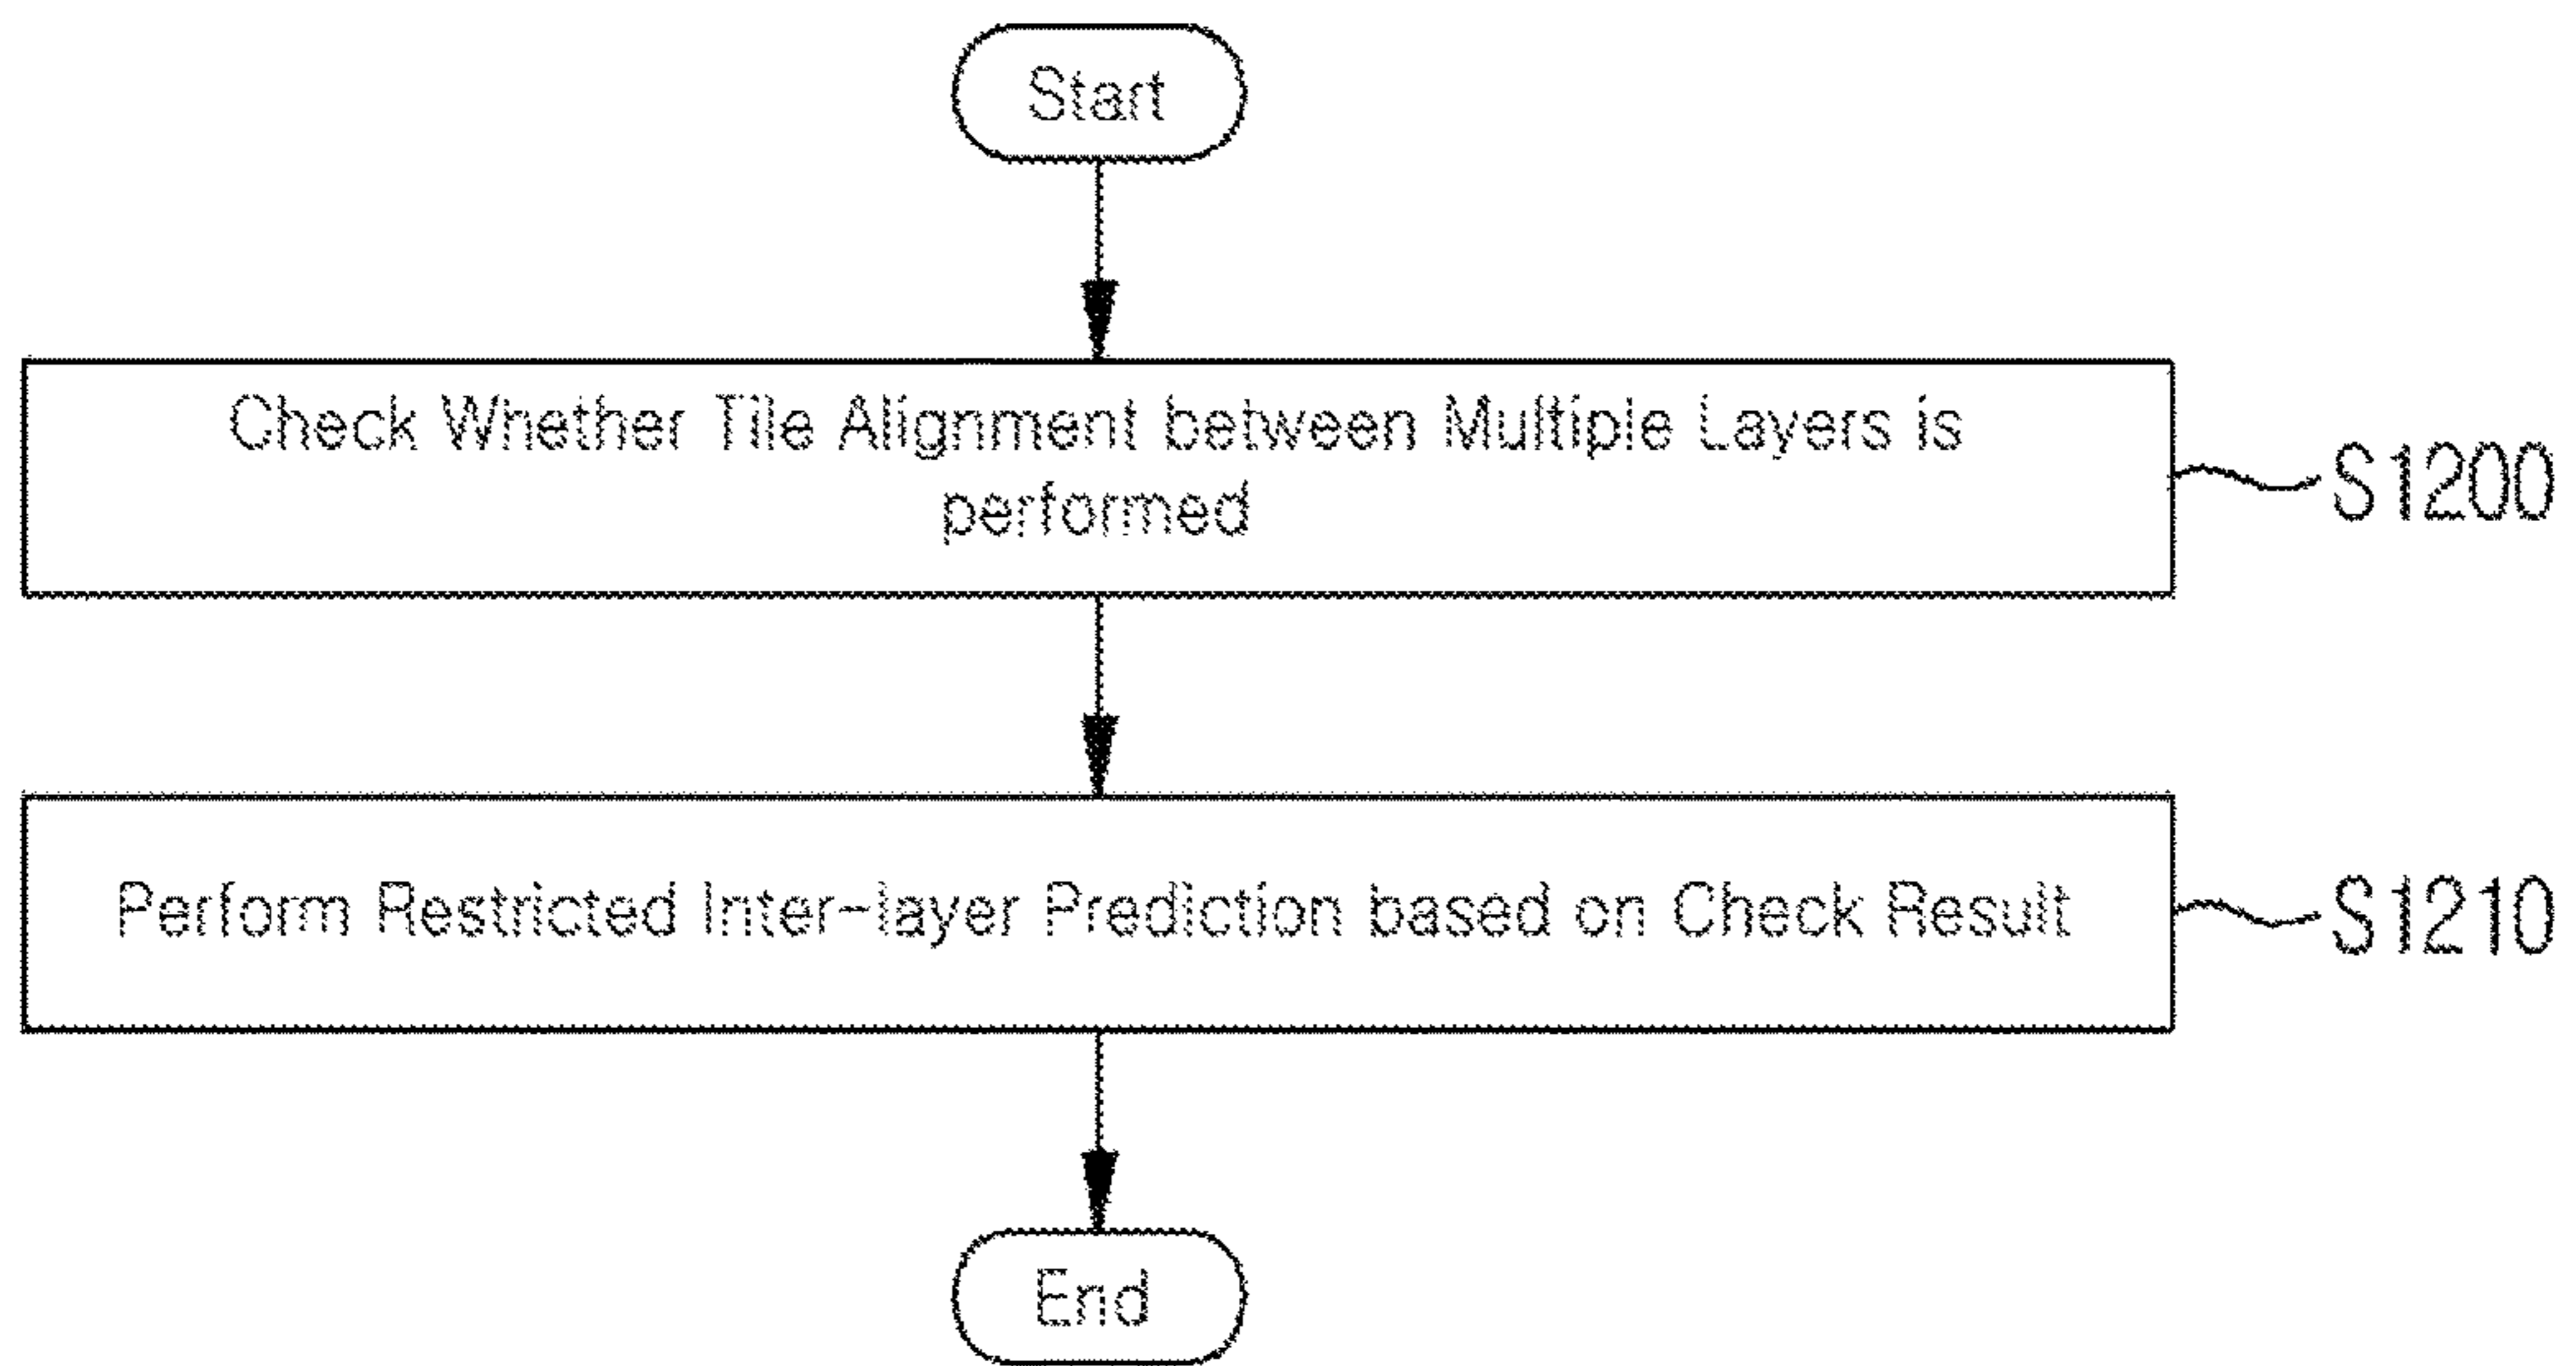 Start
Check Whether Tile Alignment between Multiple Layers is
performed
S1200
Perform Restricted Inter-layer Prediction based on Check Result
S1210
End